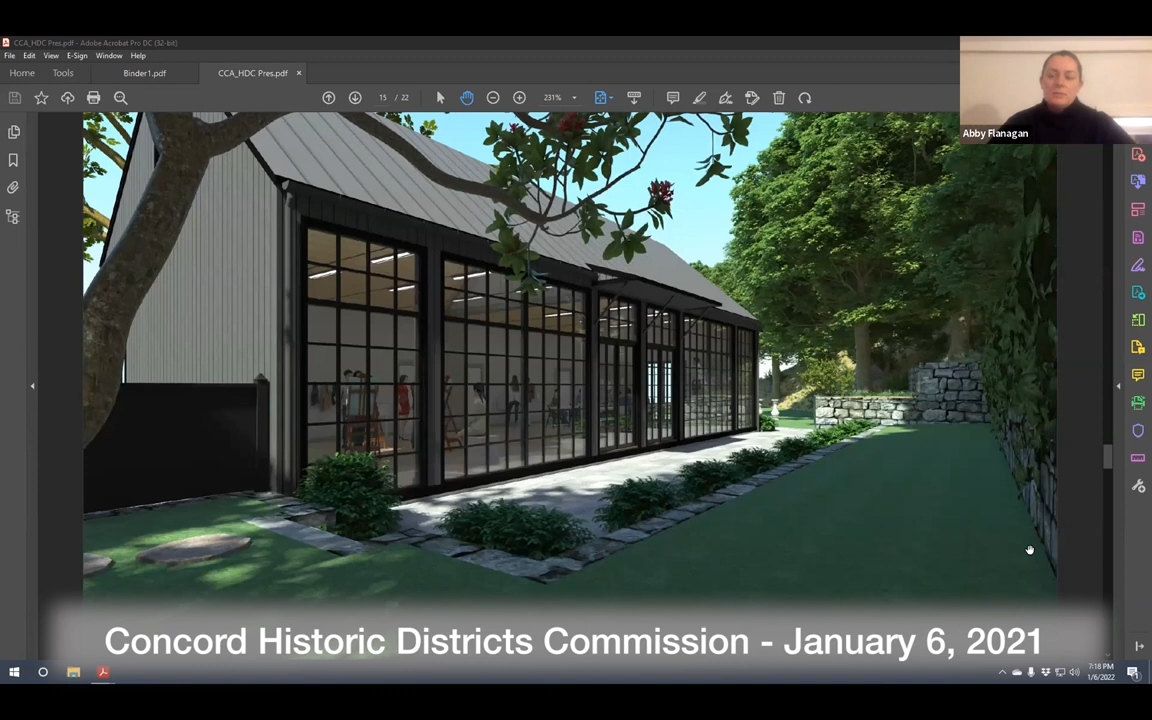 CCA_HDC Pres.pdf - Adobe Acrobat Pro DC (32-bit)
File Edit View E-Sign Window Help
Home Tools Binder1.pdf CCA_HDC Pres.pdf ×
15 / 22 231%
Abby Flanagan
Concord Historic Districts Commission - January 6, 2021
7:18 PM
1/6/2022